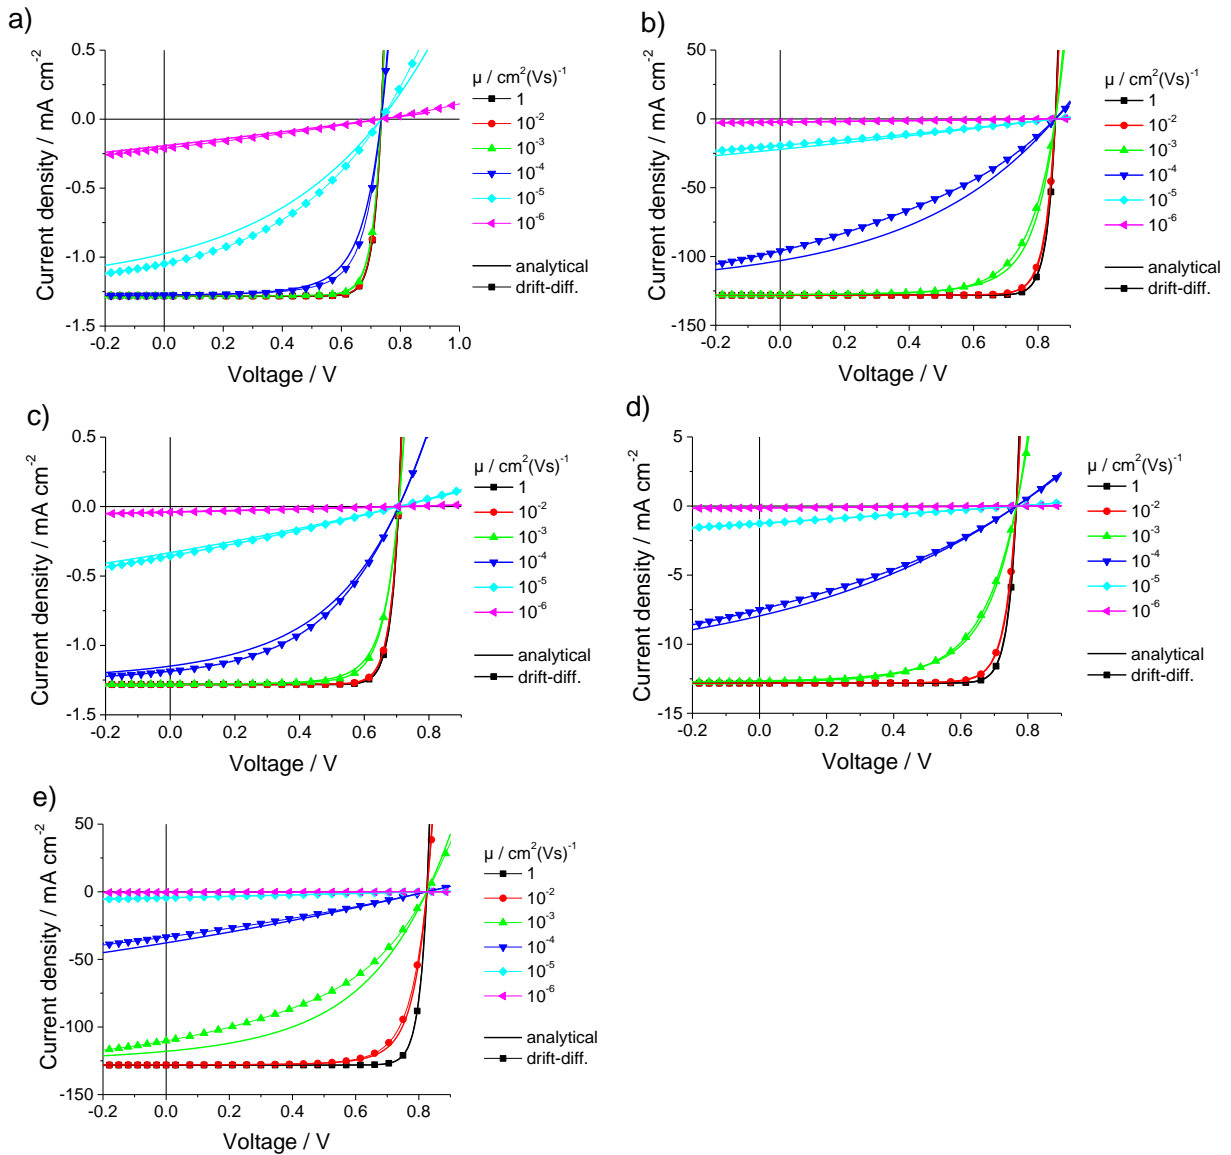 a)
0.5
0.0
-0.5
-1.0
-1.5
Current density / mA cm⁻²
-0.2 0.0 0.2 0.4 0.6 0.8 1.0
Voltage / V
μ / cm²(Vs)⁻¹
1
10⁻²
10⁻³
10⁻⁴
10⁻⁵
10⁻⁶
analytical
drift-diff.
b)
50
0
-50
-100
-150
Current density / mA cm⁻²
-0.2 0.0 0.2 0.4 0.6 0.8
Voltage / V
μ / cm²(Vs)⁻¹
1
10⁻²
10⁻³
10⁻⁴
10⁻⁵
10⁻⁶
analytical
drift-diff.
c)
0.5
0.0
-0.5
-1.0
-1.5
Current density / mA cm⁻²
-0.2 0.0 0.2 0.4 0.6 0.8
Voltage / V
μ / cm²(Vs)⁻¹
1
10⁻²
10⁻³
10⁻⁴
10⁻⁵
10⁻⁶
analytical
drift-diff.
d)
5
0
-5
-10
-15
Current density / mA cm⁻²
-0.2 0.0 0.2 0.4 0.6 0.8
Voltage / V
μ / cm²(Vs)⁻¹
1
10⁻²
10⁻³
10⁻⁴
10⁻⁵
10⁻⁶
analytical
drift-diff.
e)
50
0
-50
-100
-150
Current density / mA cm⁻²
-0.2 0.0 0.2 0.4 0.6 0.8
Voltage / V
μ / cm²(Vs)⁻¹
1
10⁻²
10⁻³
10⁻⁴
10⁻⁵
10⁻⁶
analytical
drift-diff.